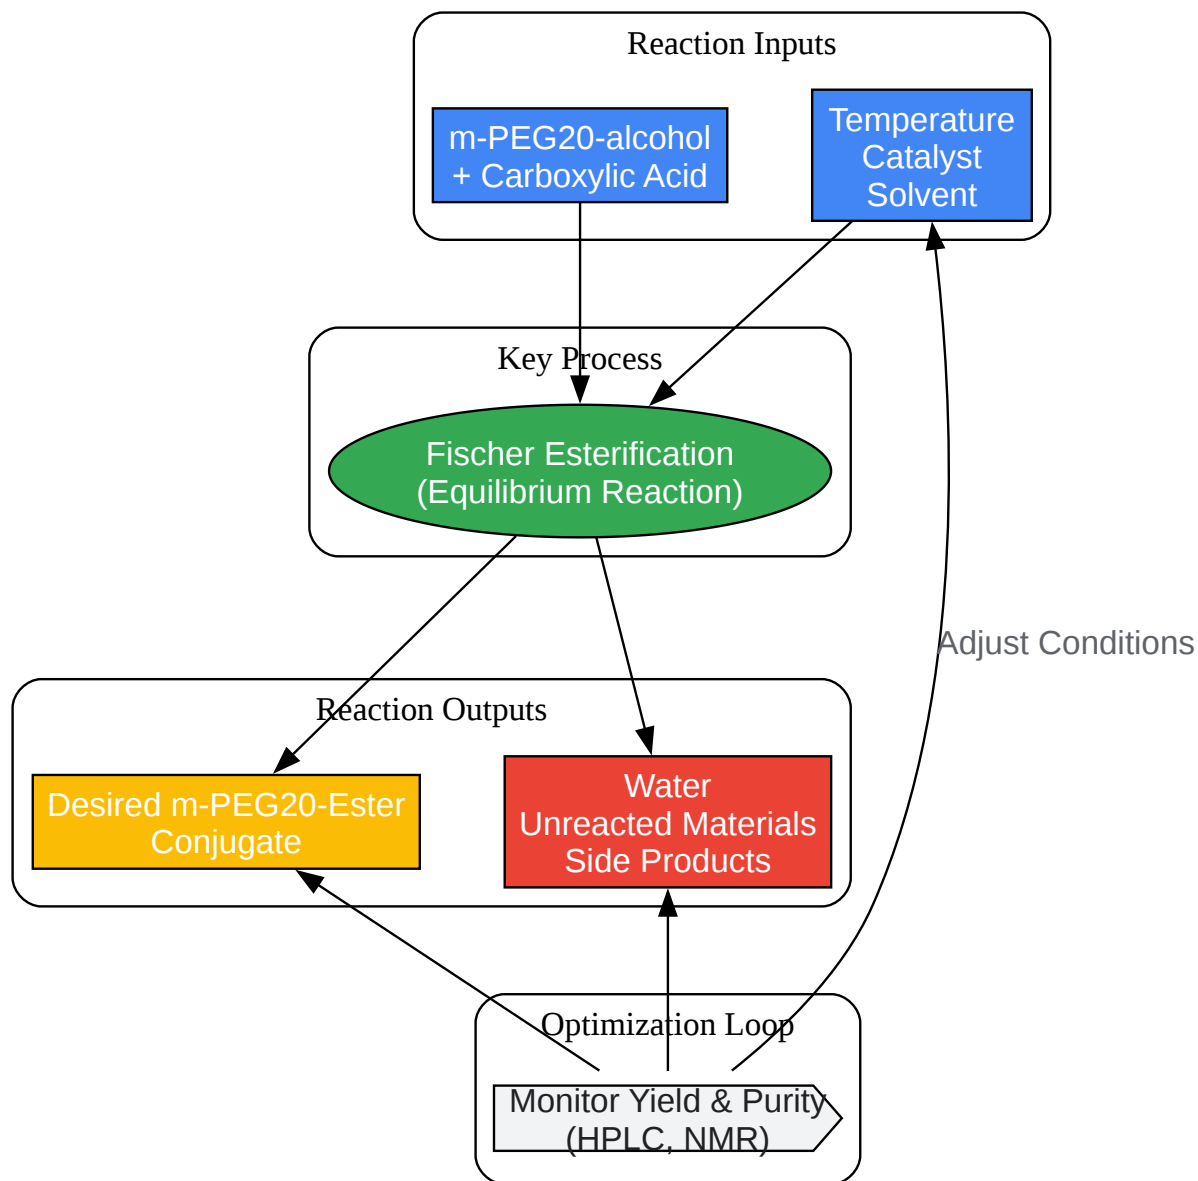 Reaction Inputs
m-PEG20-alcohol
+ Carboxylic Acid
Temperature
Catalyst
Solvent
Key Process
Fischer Esterification
(Equilibrium Reaction)
Adjust Conditions
Reaction Outputs
Desired m-PEG20-Ester
Conjugate
Water
Unreacted Materials
Side Products
Optimization Loop
Monitor Yield & Purity
(HPLC, NMR)